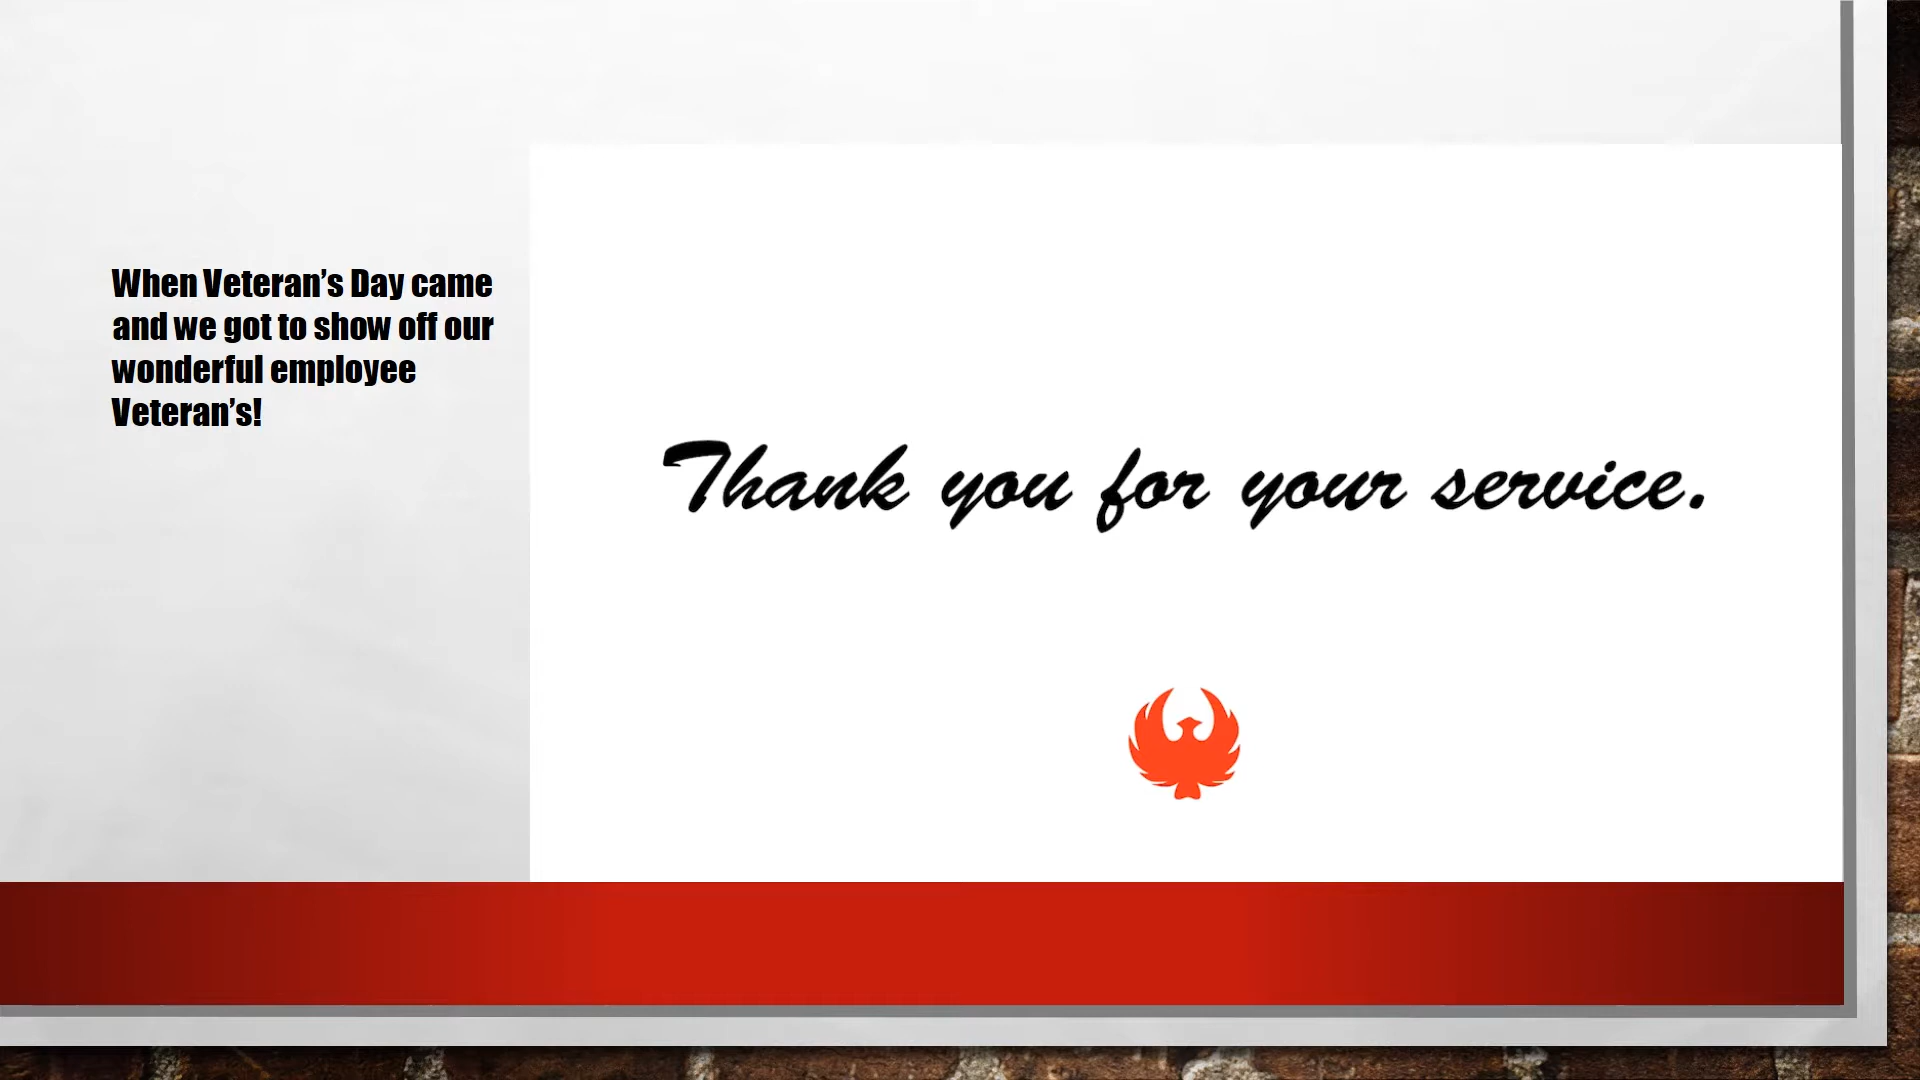 When Veteran’s Day came
and we got to show off our
wonderful employee
Veteran’s!
Thank you for your service.